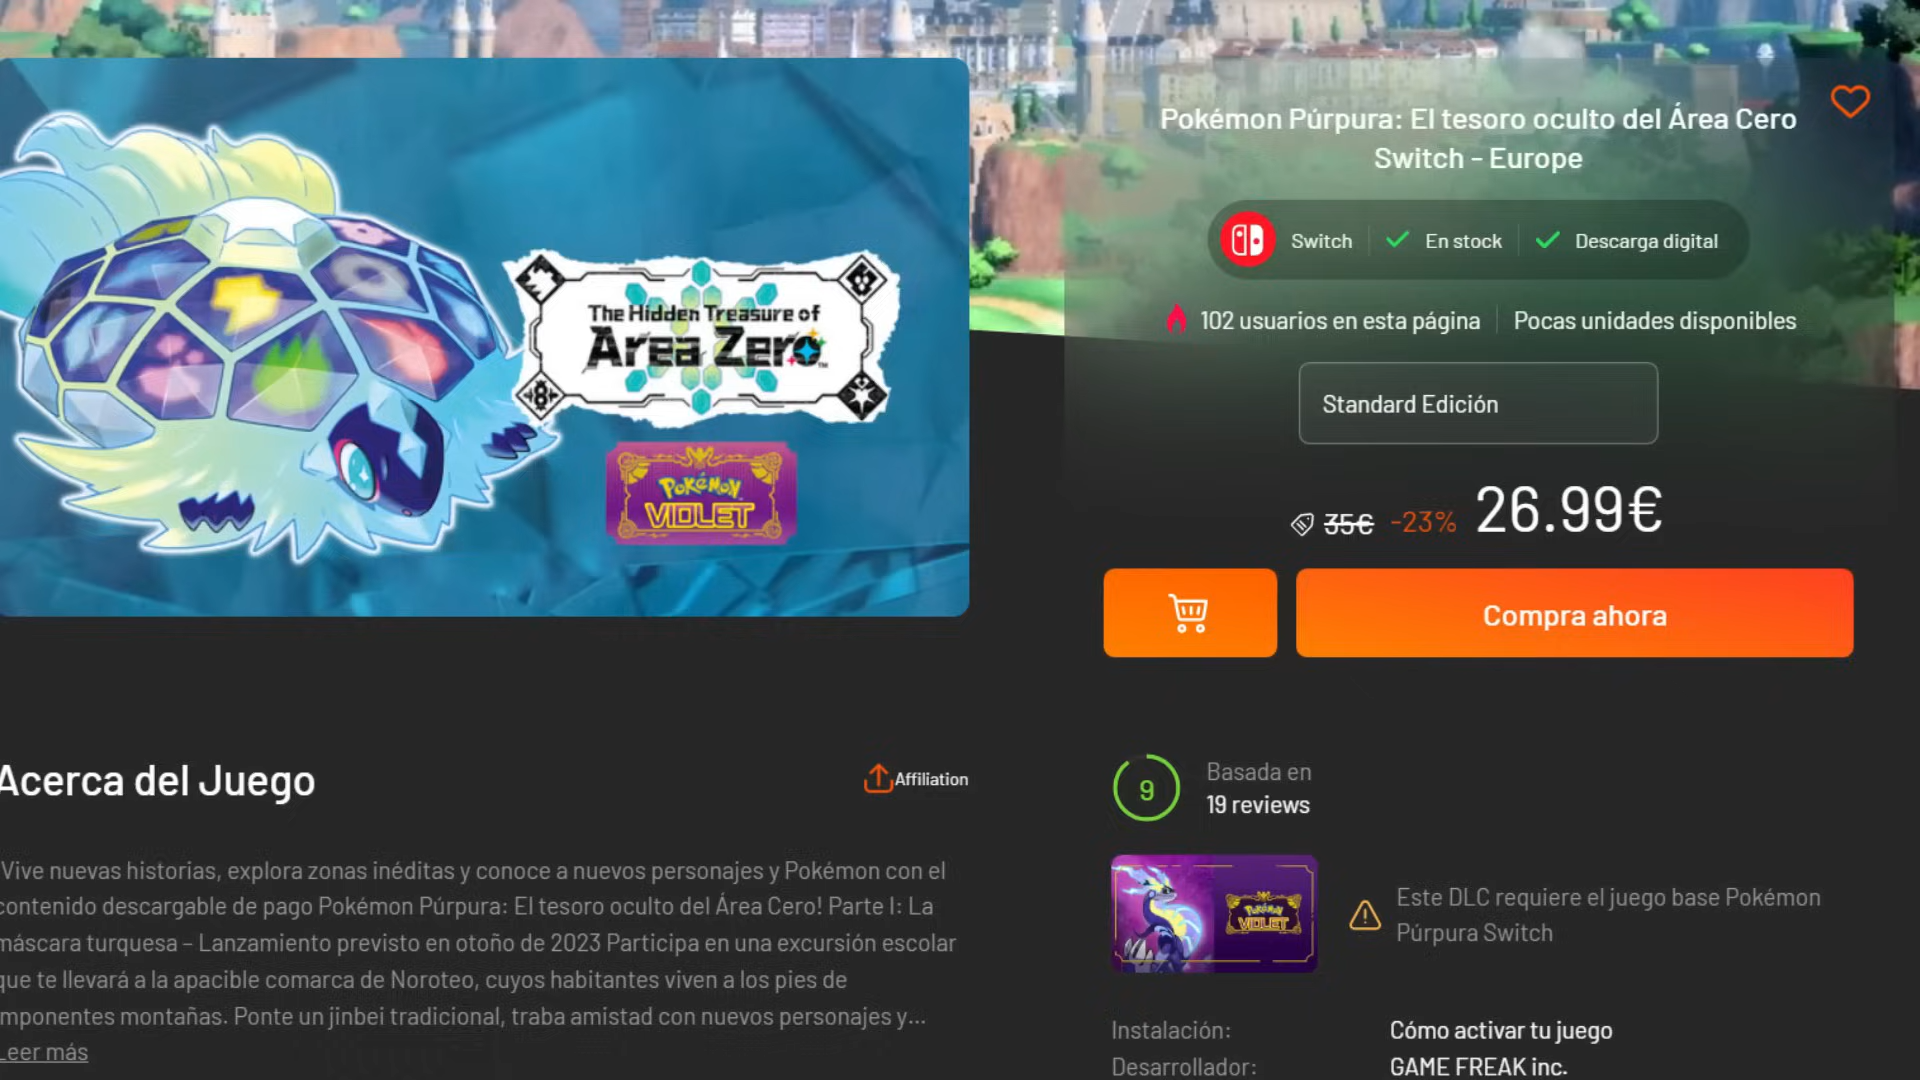 The Hidden Treasure of
Area Zero
POKéMON
VIOLET
Pokémon Púrpura: El tesoro oculto del Área Cero
Switch - Europe
Switch
En stock
Descarga digital
102 usuarios en esta página
Pocas unidades disponibles
Standard Edición
35€ -23% 26.99€
Compra ahora
Acerca del Juego
Affiliation
Vive nuevas historias, explora zonas inéditas y conoce a nuevos personajes y Pokémon con el
contenido descargable de pago Pokémon Púrpura: El tesoro oculto del Área Cero! Parte I: La
máscara turquesa – Lanzamiento previsto en otoño de 2023 Participa en una excursión escolar
que te llevará a la apacible comarca de Noroteo, cuyos habitantes viven a los pies de
mponentes montañas. Ponte un jinbei tradicional, traba amistad con nuevos personajes y...
Leer más
9
Basada en
19 reviews
POKéMON
VIOLET
Este DLC requiere el juego base Pokémon
Púrpura Switch
Instalación:
Cómo activar tu juego
Desarrollador:
GAME FREAK inc.